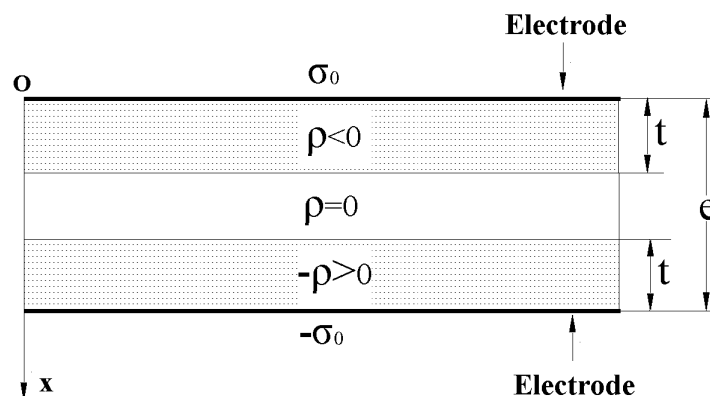 Electrode
O
σ₀
ρ<0
t
ρ=0
e
-ρ>0
t
-σ₀
x
Electrode